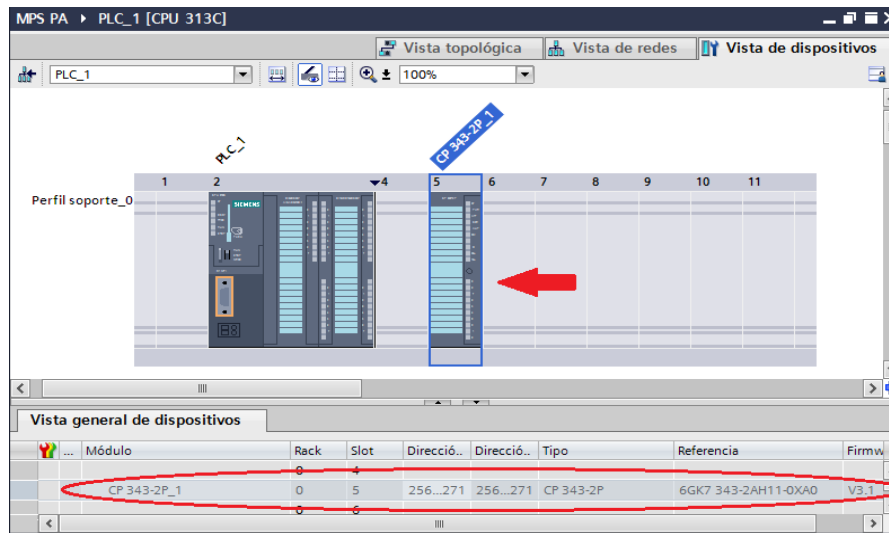 MPS PA ▸ PLC_1 [CPU 313C]
Vista topológica Vista de redes Vista de dispositivos
PLC_1 100%
PLC_1 CP 343-2P_1
1 2 4 5 6 7 8 9 10 11
Perfil soporte_0
SIEMENS
Vista general de dispositivos
... Módulo Rack Slot Direcció.. Direcció.. Tipo Referencia Firmw
0 4
CP 343-2P_1 0 5 256...271 256...271 CP 343-2P 6GK7 343-2AH11-0XA0 V3.1
0 6